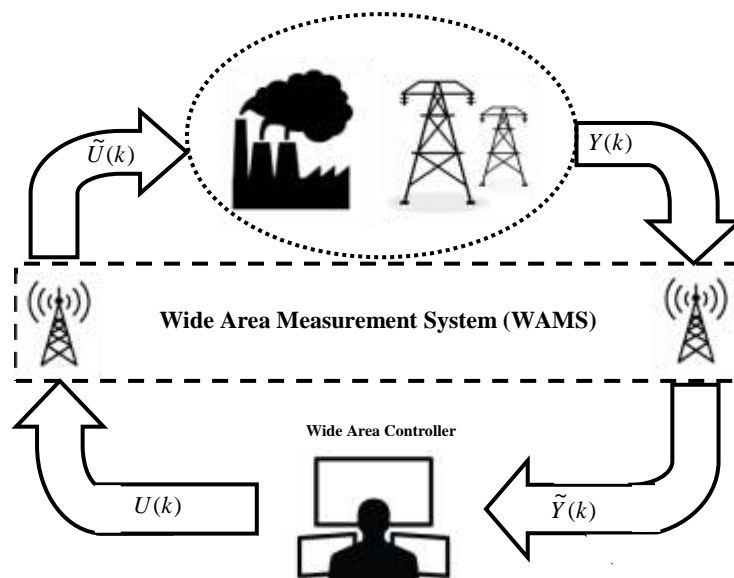 Ũ(k)
Y(k)
Wide Area Measurement System (WAMS)
Wide Area Controller
U(k)
Ỹ(k)